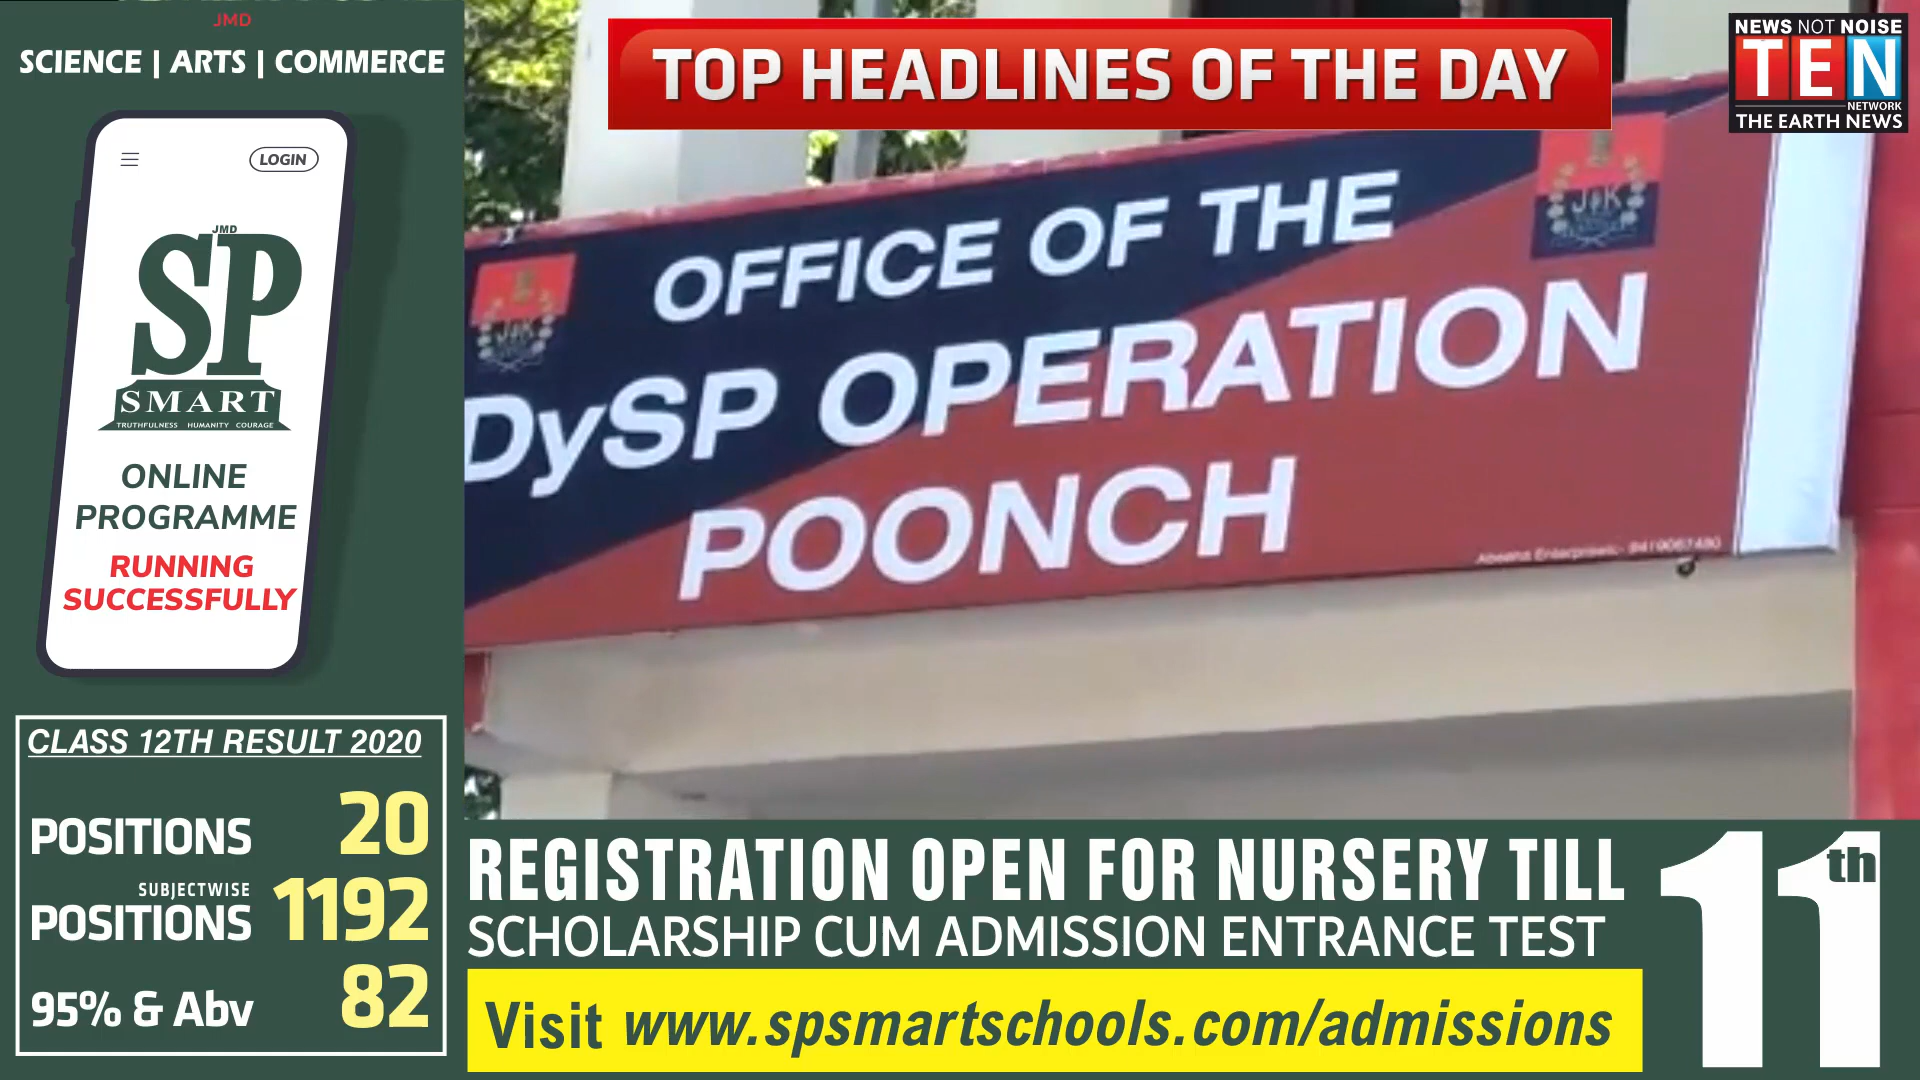 JMD
SCIENCE | ARTS | COMMERCE
LOGIN
JMD
SP
SMART
TRUTHFULNESS HUMANITY COURAGE
ONLINE
PROGRAMME
RUNNING
SUCCESSFULLY
CLASS 12TH RESULT 2020
POSITIONS 20
SUBJECTWISE
POSITIONS 1192
95% & Abv 82
TOP HEADLINES OF THE DAY
NEWS NOT NOISE
TEN
NETWORK
THE EARTH NEWS
J&K
J&K
OFFICE OF THE
DySP OPERATION
POONCH
REGISTRATION OPEN FOR NURSERY TILL 11th
SCHOLARSHIP CUM ADMISSION ENTRANCE TEST
Visit www.spsmartschools.com/admissions